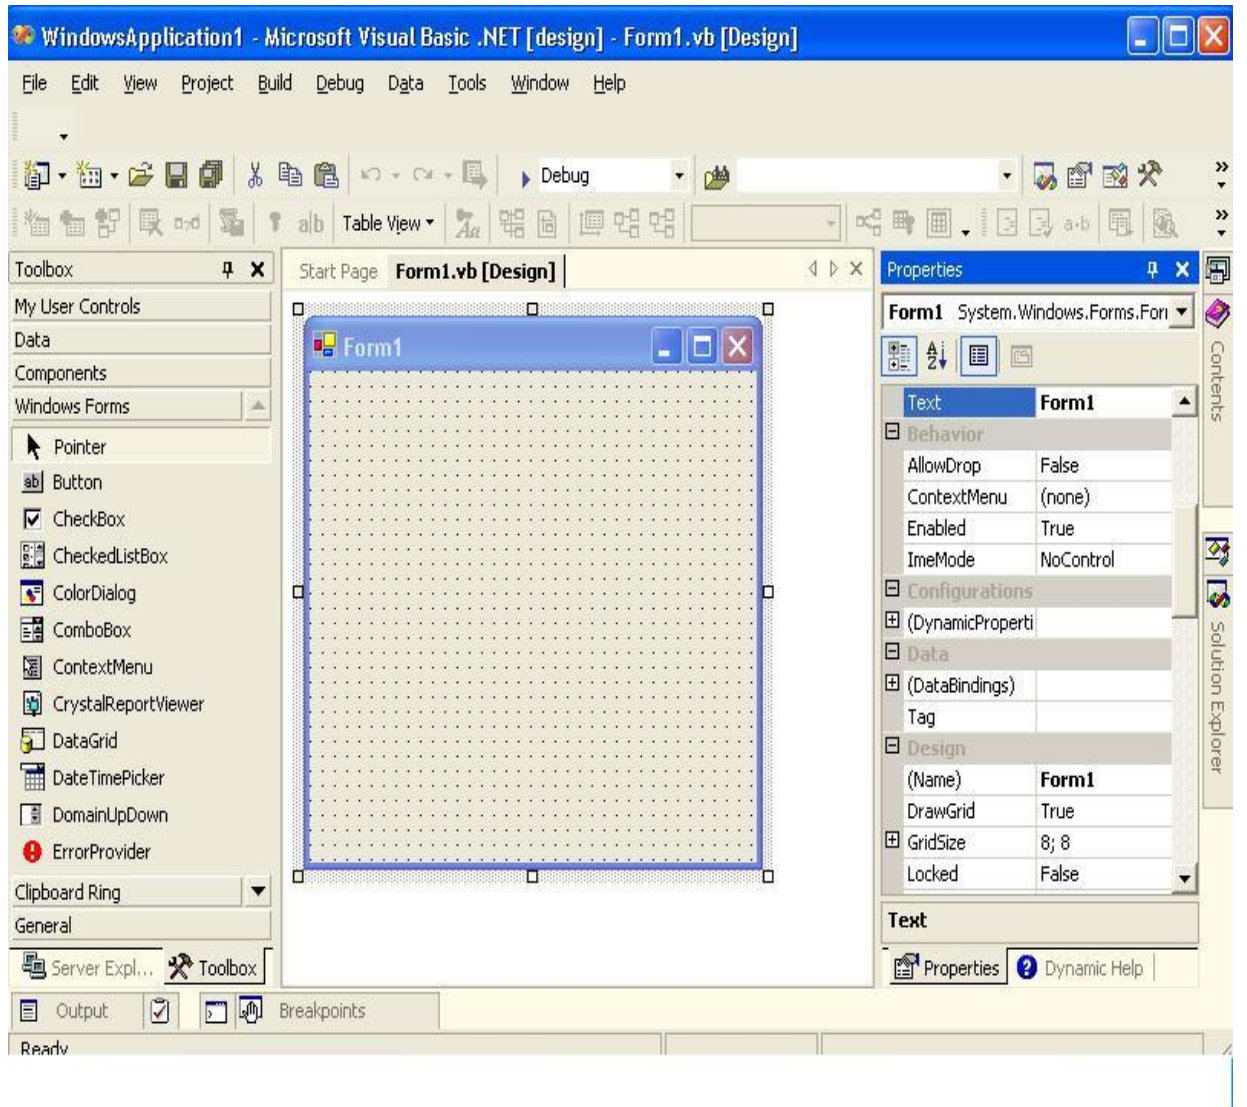 WindowsApplication1 - Microsoft Visual Basic .NET [design] - Form1.vb [Design]
File Edit View Project Build Debug Data Tools Window Help
Debug
Table View
Toolbox
My User Controls
Data
Components
Windows Forms
Pointer
Button
CheckBox
CheckedListBox
ColorDialog
ComboBox
ContextMenu
CrystalReportViewer
DataGrid
DateTimePicker
DomainUpDown
ErrorProvider
Clipboard Ring
General
Server Expl... Toolbox
Start Page Form1.vb [Design]
Form1
Properties
Form1 System.Windows.Forms.Forr
Text Form1
Behavior
AllowDrop False
ContextMenu (none)
Enabled True
ImeMode NoControl
Configurations
(DynamicProperti
Data
(DataBindings)
Tag
Design
(Name) Form1
DrawGrid True
GridSize 8; 8
Locked False
Text
Properties Dynamic Help
Contents
Solution Explorer
Output Breakpoints
Ready